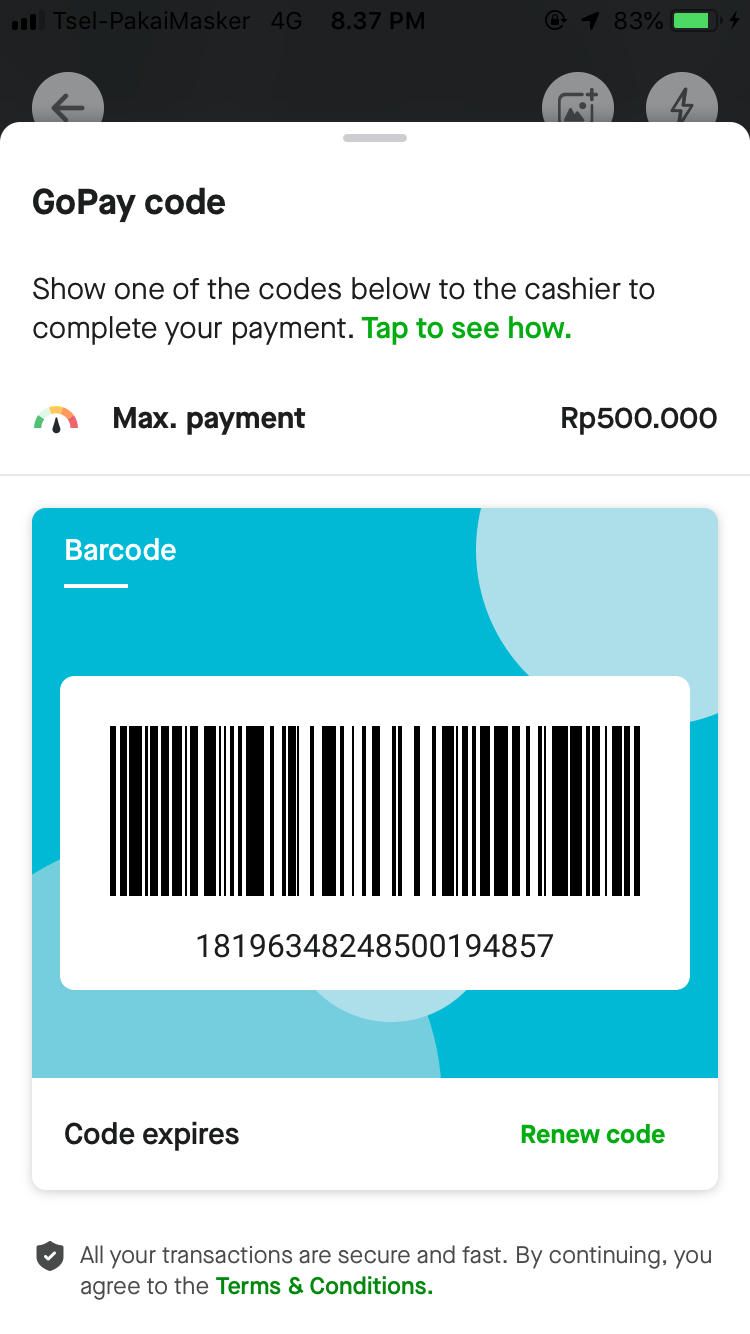 Tsel-PakaiMasker 4G 8.37 PM 83%
GoPay code
Show one of the codes below to the cashier to
complete your payment. Tap to see how.
Max. payment Rp500.000
Barcode
18196348248500194857
Code expires Renew code
All your transactions are secure and fast. By continuing, you
agree to the Terms & Conditions.